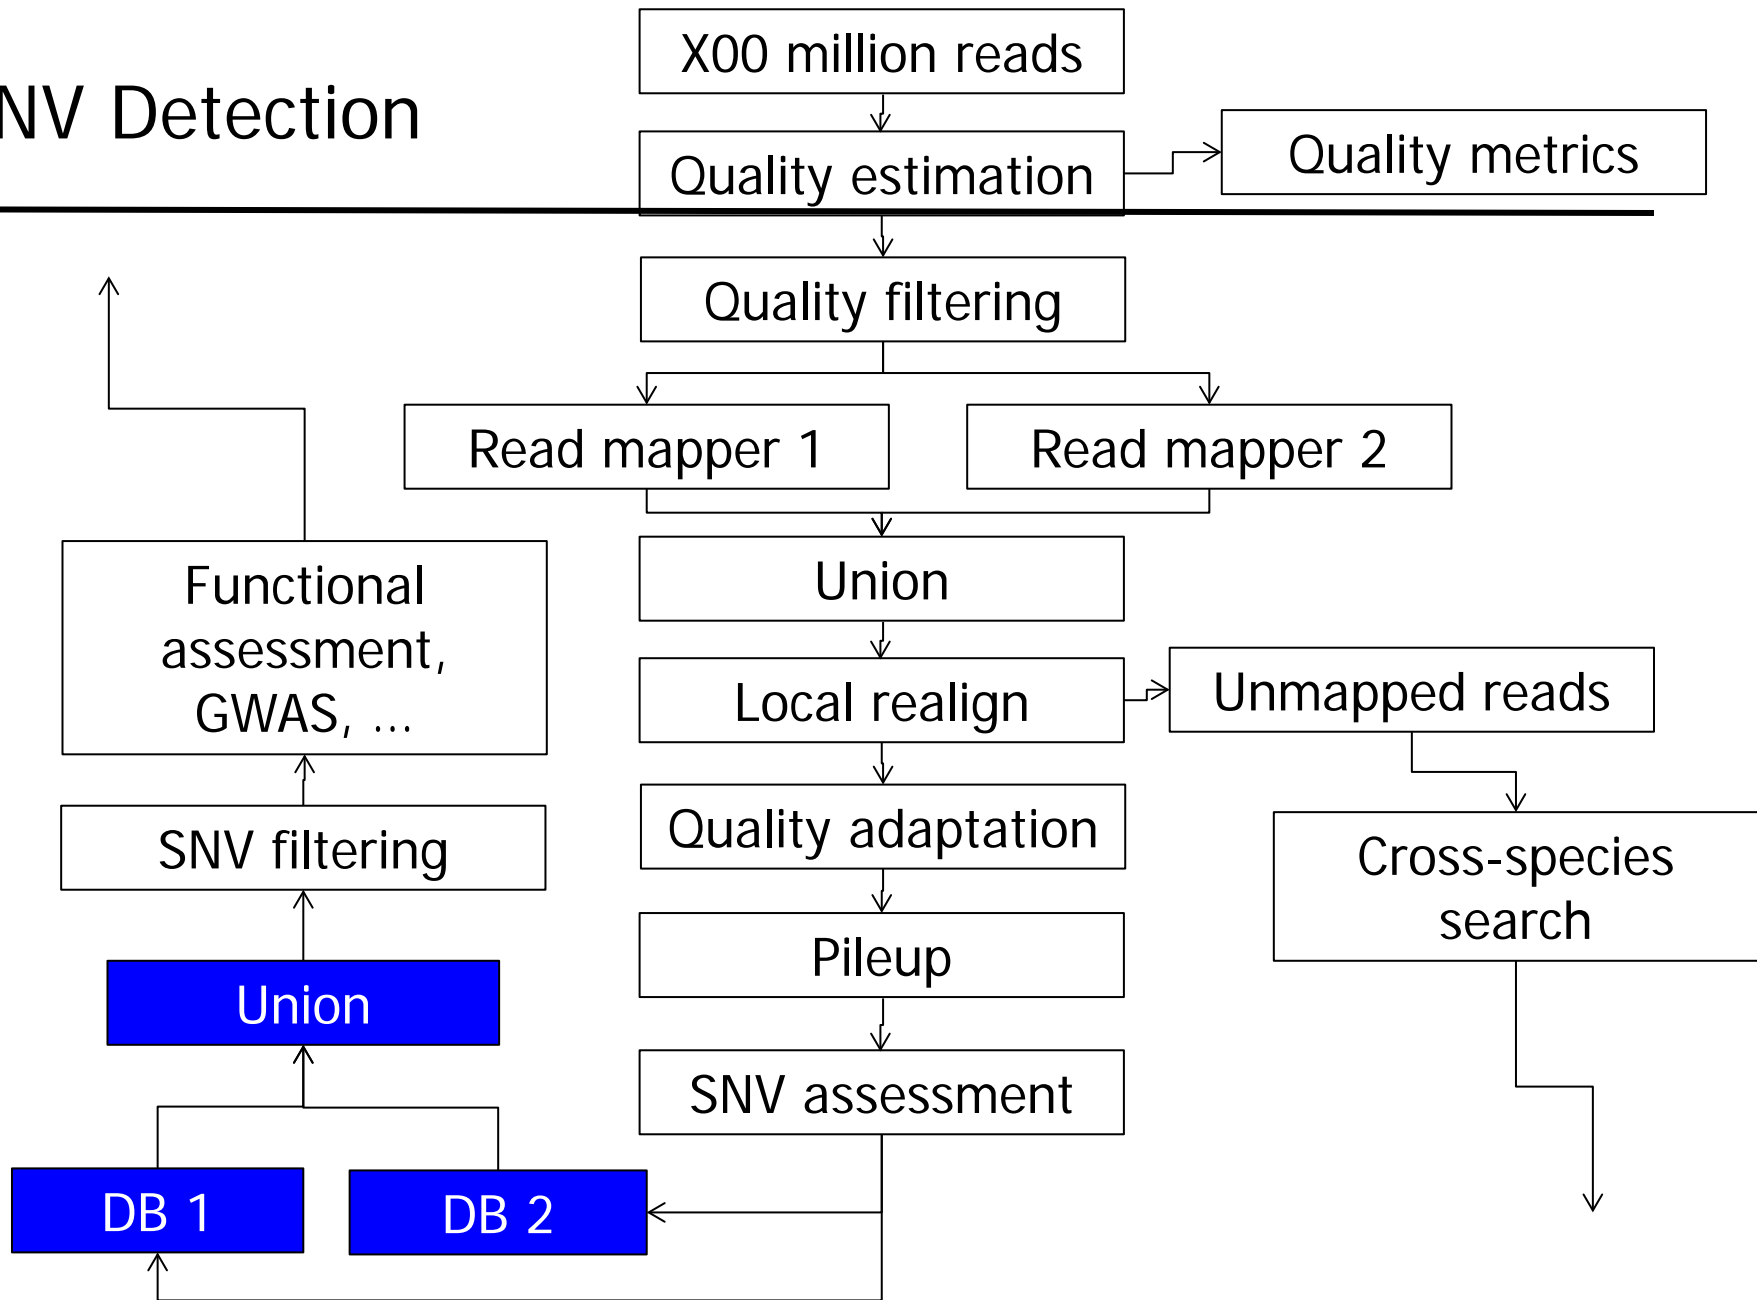 X00 million reads
NV Detection
Quality estimation
Quality metrics
Quality filtering
Read mapper 1
Read mapper 2
Union
Functional
assessment,
GWAS, ...
Local realign
Unmapped reads
SNV filtering
Quality adaptation
Cross-species
search
Pileup
Union
SNV assessment
DB 1
DB 2